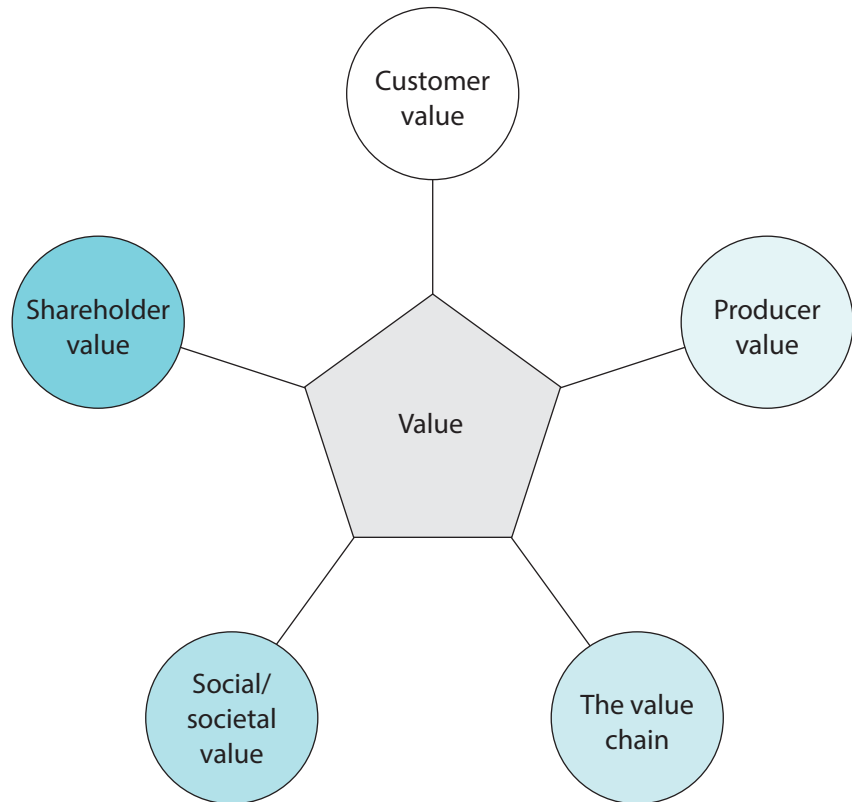 Customer
value
Shareholder
value
Producer
value
Value
Social/
societal
value
The value
chain